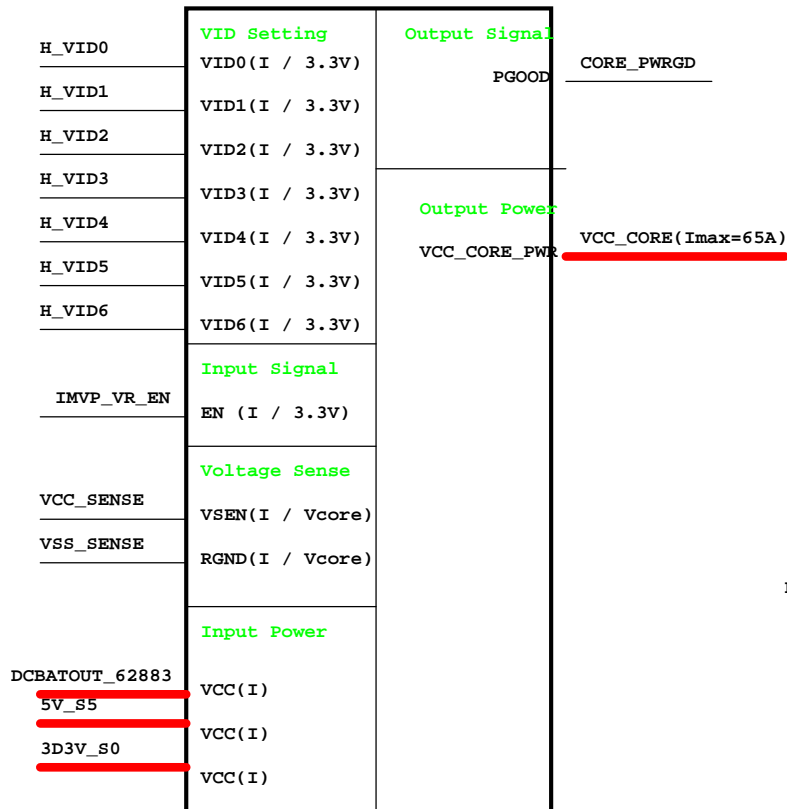 VID Setting
Output Signal
H_VID0
VID0(I / 3.3V)
PGOOD
CORE_PWRGD
H_VID1
VID1(I / 3.3V)
H_VID2
VID2(I / 3.3V)
H_VID3
VID3(I / 3.3V)
Output Power
H_VID4
VID4(I / 3.3V)
VCC_CORE_PWR
VCC_CORE(Imax=65A)
H_VID5
VID5(I / 3.3V)
H_VID6
VID6(I / 3.3V)
Input Signal
IMVP_VR_EN
EN (I / 3.3V)
Voltage Sense
VCC_SENSE
VSEN(I / Vcore)
VSS_SENSE
RGND(I / Vcore)
Input Power
DCBATOUT_62883
VCC(I)
5V_S5
VCC(I)
3D3V_S0
VCC(I)